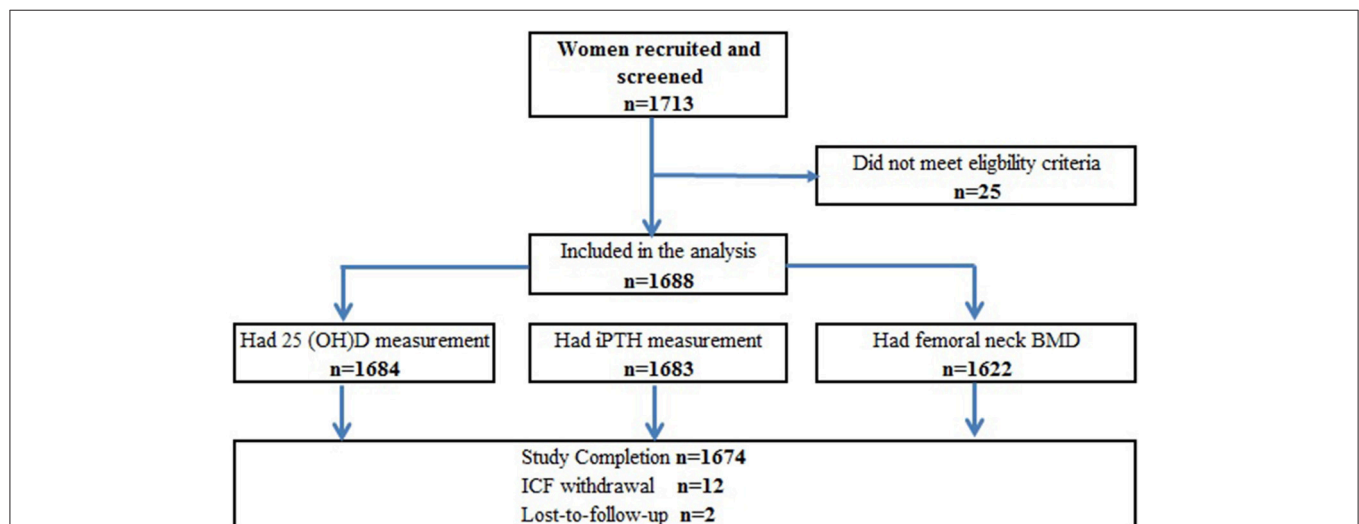 Women recruited and
screened
n=1713
Did not meet eligbility criteria
n=25
Included in the analysis
n=1688
Had 25 (OH)D measurement
n=1684
Had iPTH measurement
n=1683
Had femoral neck BMD
n=1622
Study Completion n=1674
ICF withdrawal n=12
Lost-to-follow-up n=2